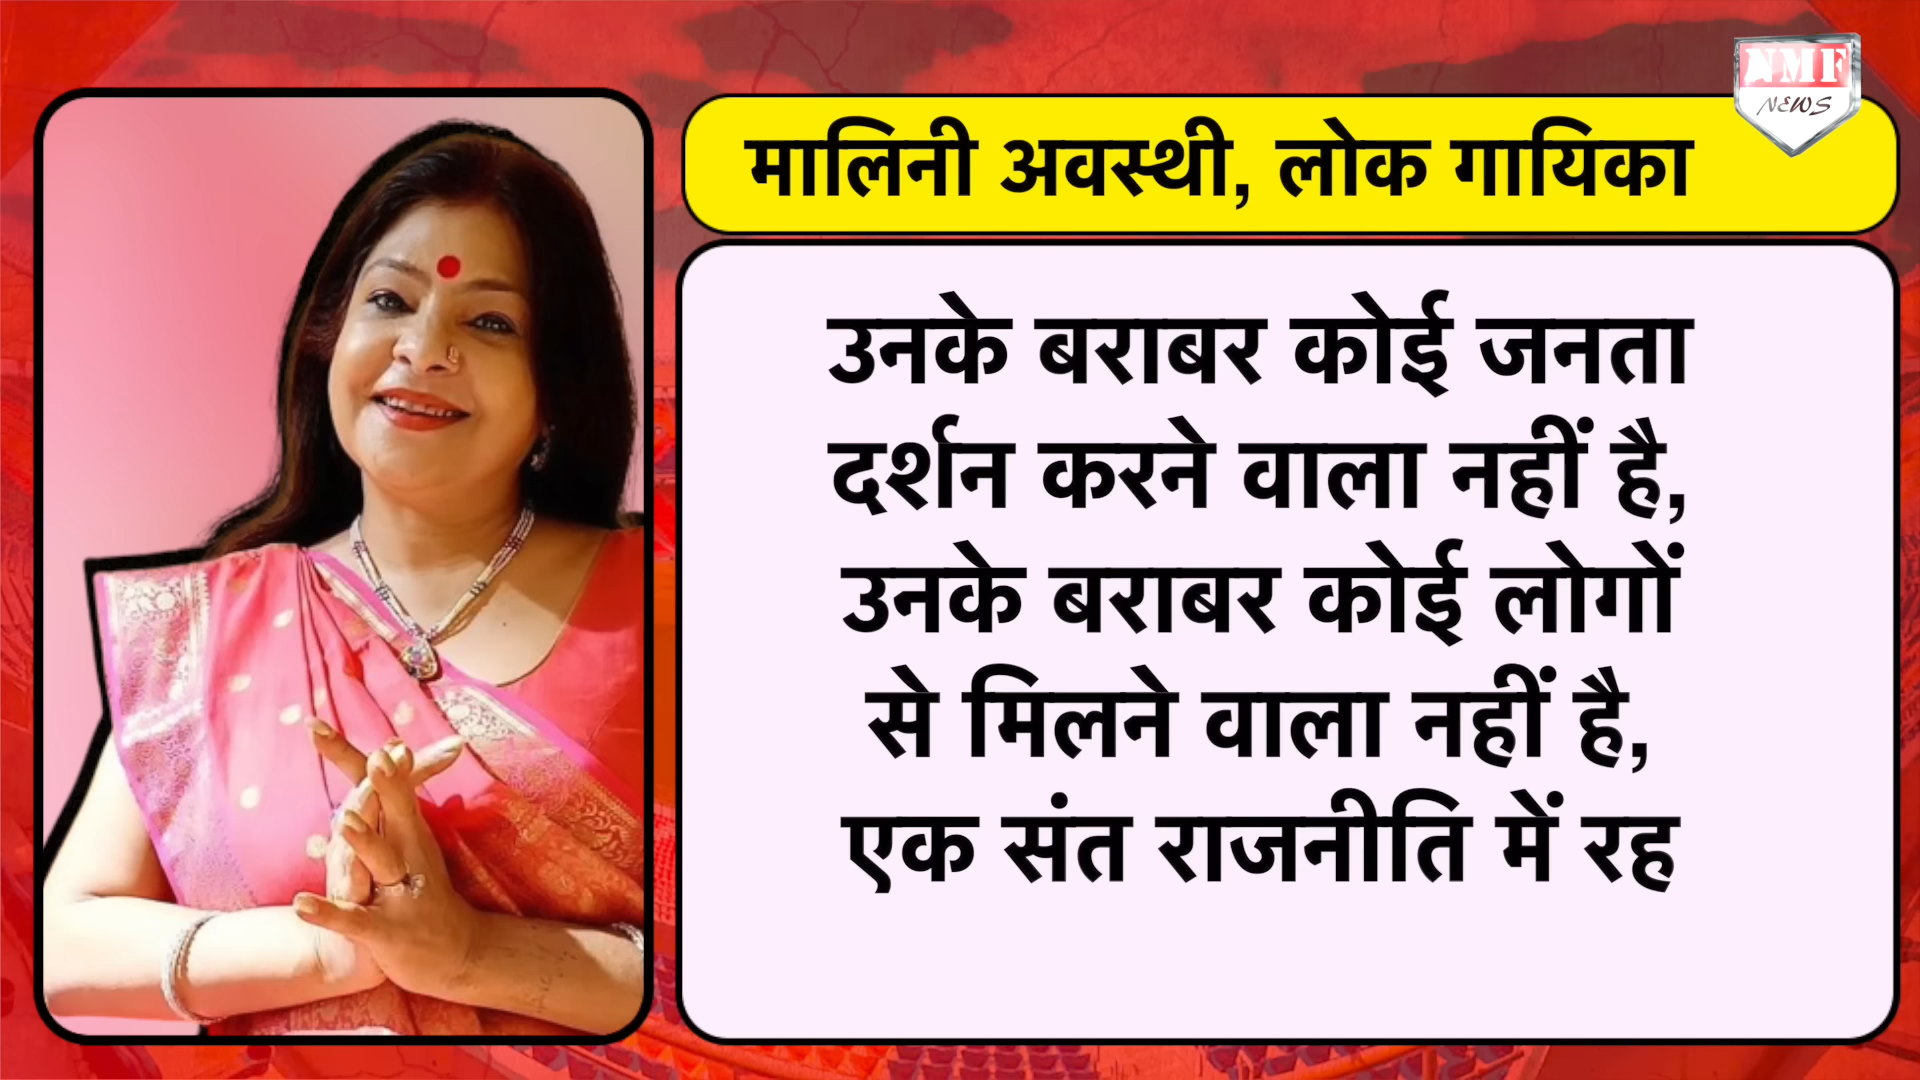 NMF
NEWS
मालिनी अवस्थी, लोक गायिका
उनके बराबर कोई जनता
दर्शन करने वाला नहीं है,
उनके बराबर कोई लोगों
से मिलने वाला नहीं है,
एक संत राजनीति में रह